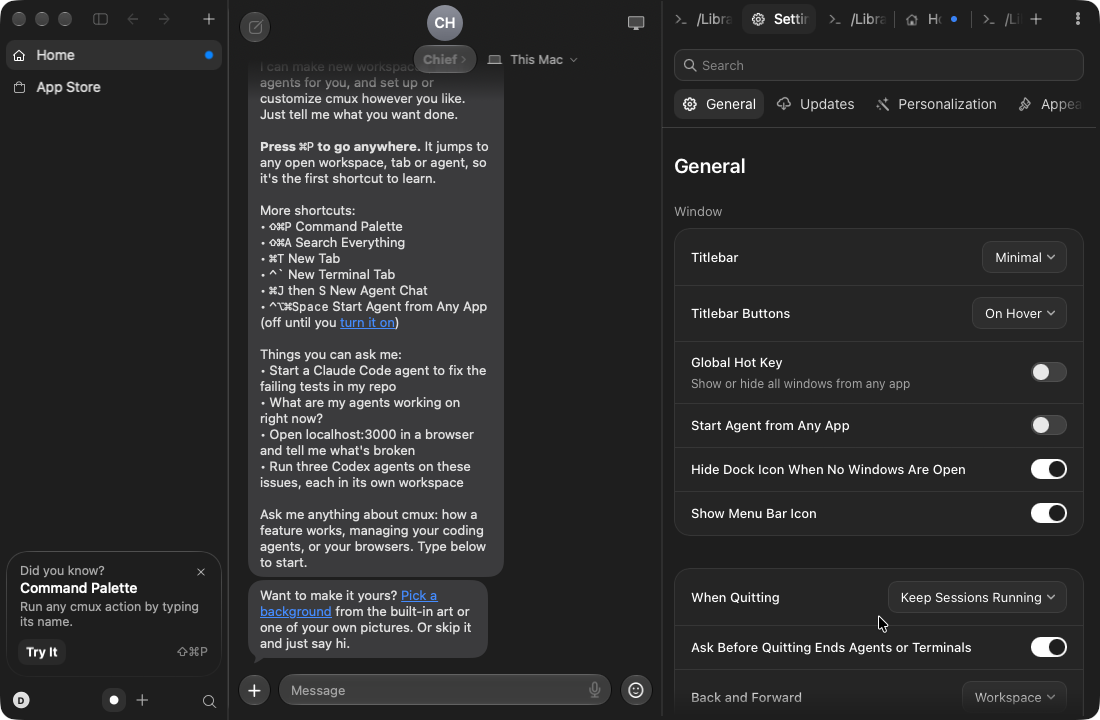 Home
App Store
Did you know?
Command Palette
Run any cmux action by typing
its name.
Try It
⇧⌘P
D
CH
Chief >
This Mac
I can make new workspac
agents for you, and set up or
customize cmux however you like.
Just tell me what you want done.
Press ⌘P to go anywhere. It jumps to
any open workspace, tab or agent, so
it's the first shortcut to learn.
More shortcuts:
• ⇧⌘P Command Palette
• ⇧⌘A Search Everything
• ⌘T New Tab
• ^` New Terminal Tab
• ⌘J then S New Agent Chat
• ^⌥⌘Space Start Agent from Any App
(off until you turn it on)
Things you can ask me:
• Start a Claude Code agent to fix the
failing tests in my repo
• What are my agents working on
right now?
• Open localhost:3000 in a browser
and tell me what's broken
• Run three Codex agents on these
issues, each in its own workspace
Ask me anything about cmux: how a
feature works, managing your coding
agents, or your browsers. Type below
to start.
Want to make it yours? Pick a
background from the built-in art or
one of your own pictures. Or skip it
and just say hi.
Message
/Libra
Settin
/Libra
Ho
/Li
Search
General
Updates
Personalization
Appea
General
Window
Titlebar
Minimal
Titlebar Buttons
On Hover
Global Hot Key
Show or hide all windows from any app
Start Agent from Any App
Hide Dock Icon When No Windows Are Open
Show Menu Bar Icon
When Quitting
Keep Sessions Running
Ask Before Quitting Ends Agents or Terminals
Back and Forward
Workspace